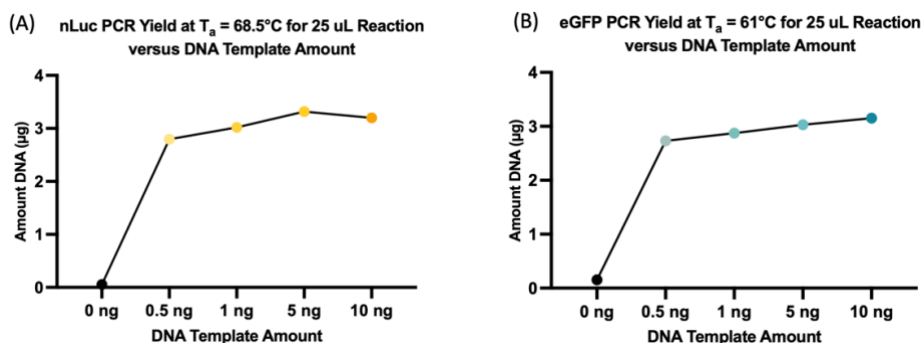 (A)
nLuc PCR Yield at Ta = 68.5°C for 25 uL Reaction
versus DNA Template Amount
Amount DNA (µg)
4
3
2
1
0
0 ng 0.5 ng 1 ng 5 ng 10 ng
DNA Template Amount
(B)
eGFP PCR Yield at Ta = 61°C for 25 uL Reaction
versus DNA Template Amount
Amount DNA (µg)
4
3
2
1
0
0 ng 0.5 ng 1 ng 5 ng 10 ng
DNA Template Amount